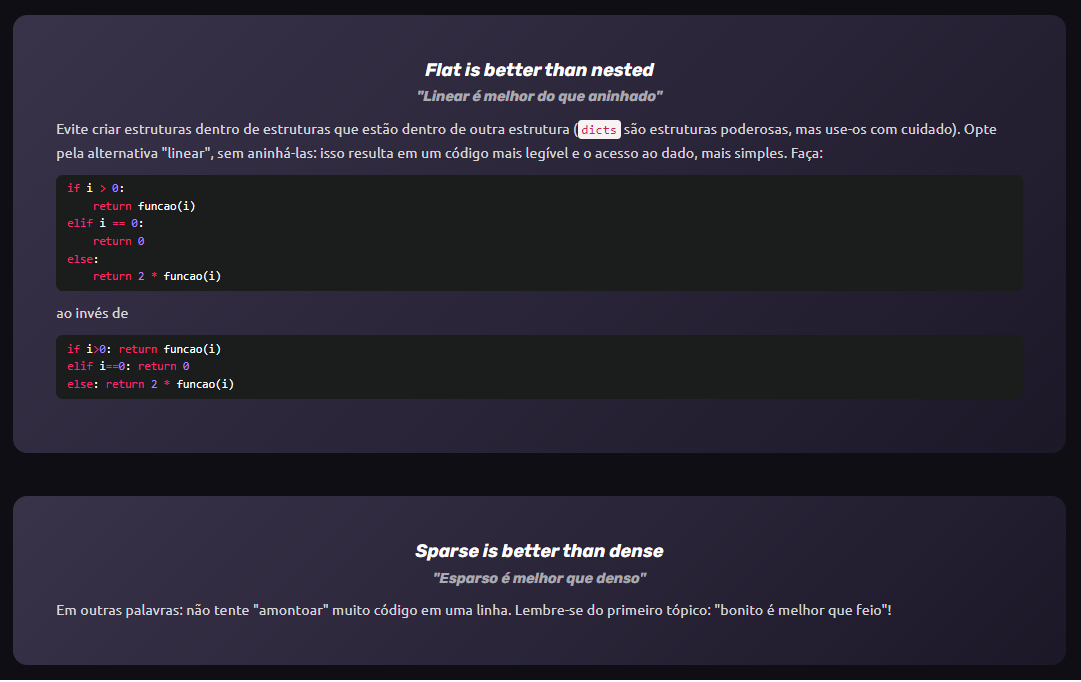 Flat is better than nested
"Linear é melhor do que aninhado"
Evite criar estruturas dentro de estruturas que estão dentro de outra estrutura (dicts são estruturas poderosas, mas use-os com cuidado). Opte
pela alternativa "linear", sem aninhá-las: isso resulta em um código mais legível e o acesso ao dado, mais simples. Faça:
if i > 0:
    return funcao(i)
elif i == 0:
    return 0
else:
    return 2 * funcao(i)
ao invés de
if i>0: return funcao(i)
elif i==0: return 0
else: return 2 * funcao(i)
Sparse is better than dense
"Esparso é melhor que denso"
Em outras palavras: não tente "amontoar" muito código em uma linha. Lembre-se do primeiro tópico: "bonito é melhor que feio"!